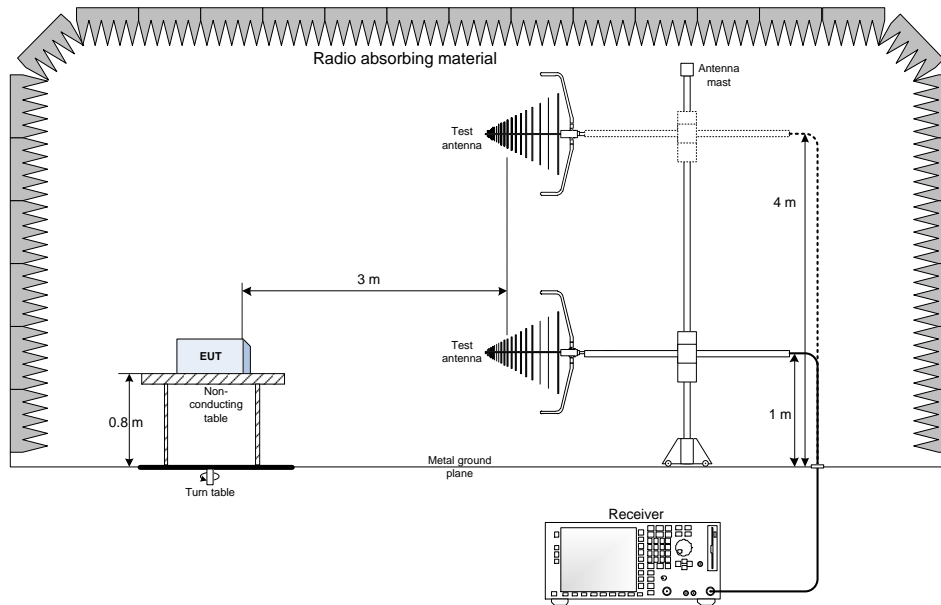 Radio absorbing material
Antenna
mast
Test
antenna
4 m
3 m
Test
antenna
EUT
Non-
conducting
table
0.8 m
1 m
Metal ground
plane
Turn table
Receiver